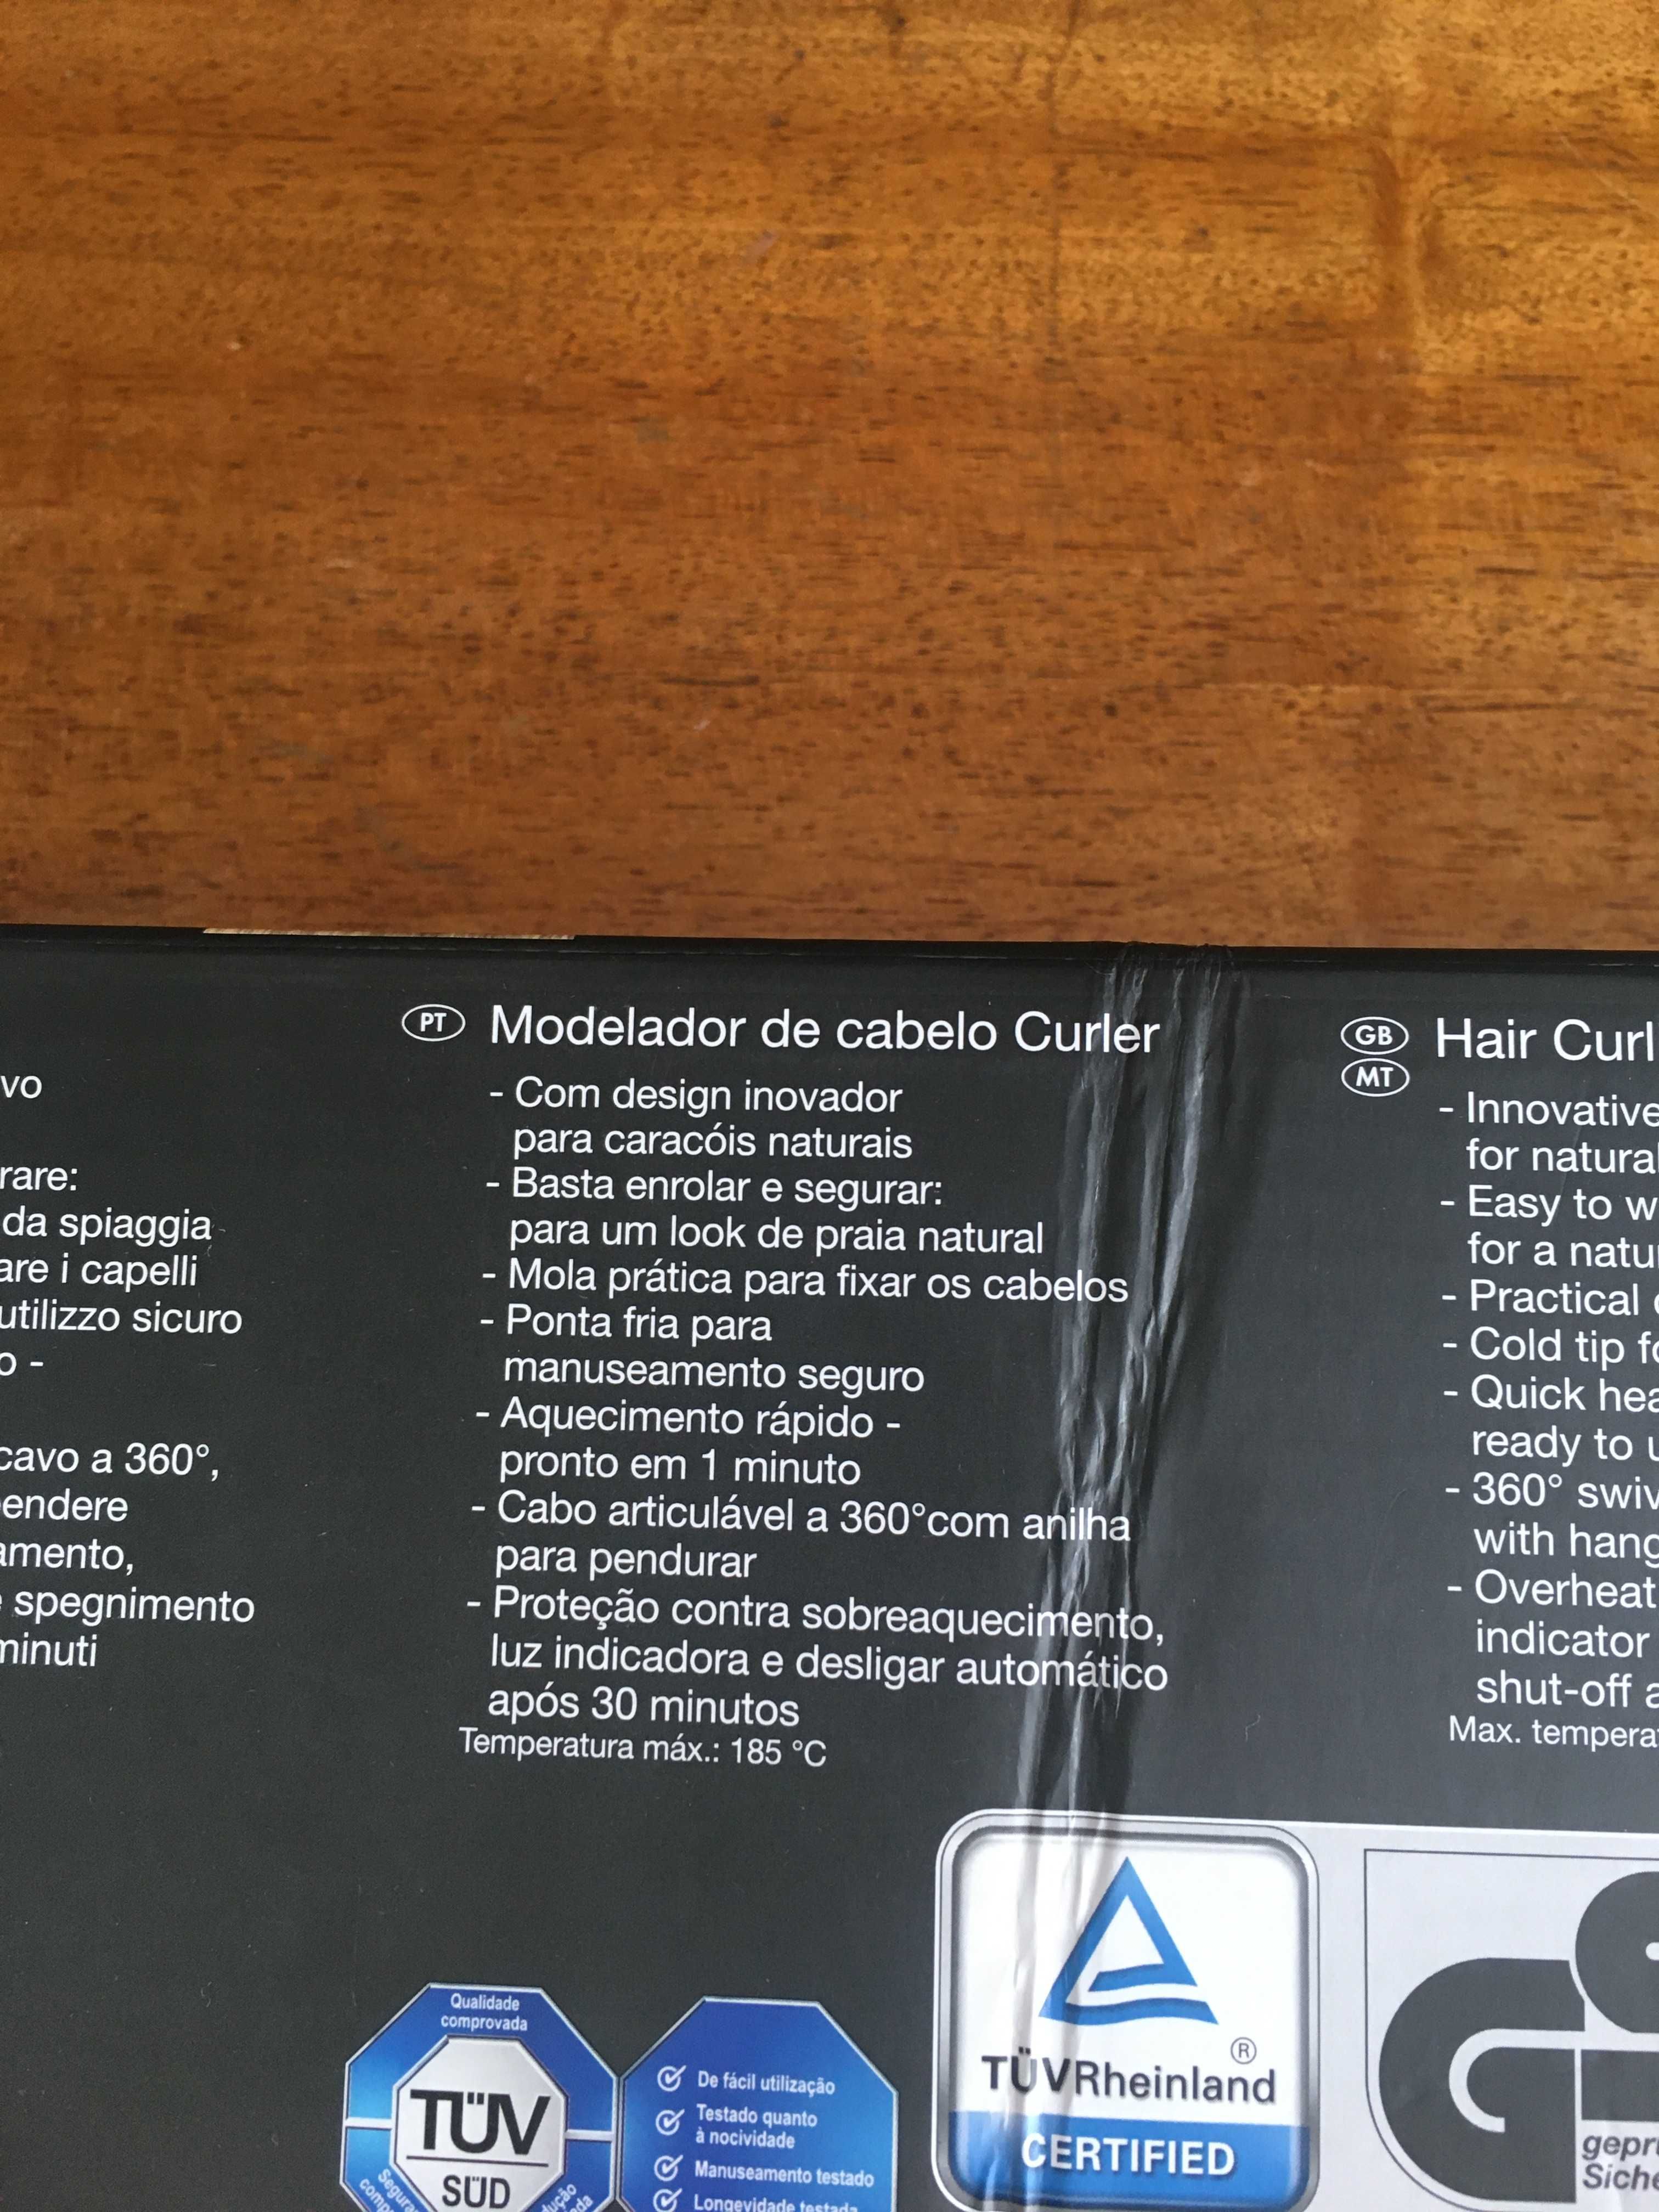 vo
rare:
da spiaggia
are i capelli
utilizzo sicuro
o -
cavo a 360°,
endere
amento,
spegnimento
minuti
PT Modelador de cabelo Curler
- Com design inovador
para caracóis naturais
- Basta enrolar e segurar:
para um look de praia natural
- Mola prática para fixar os cabelos
- Ponta fria para
manuseamento seguro
- Aquecimento rápido -
pronto em 1 minuto
- Cabo articulável a 360°com anilha
para pendurar
- Proteção contra sobreaquecimento,
luz indicadora e desligar automático
após 30 minutos
Temperatura máx.: 185 °C
GB Hair Curl
MT
- Innovative
for natural
- Easy to w
for a natu
- Practical
- Cold tip fo
- Quick hea
ready to u
- 360° swiv
with hang
- Overheat
indicator
shut-off a
Max. tempera
Qualidade
comprovada
TÜV
SÜD
De fácil utilização
Testado quanto
à nocividade
Manuseamento testado
Longevidade testada
®
TÜVRheinland
CERTIFIED
geprü
Siche